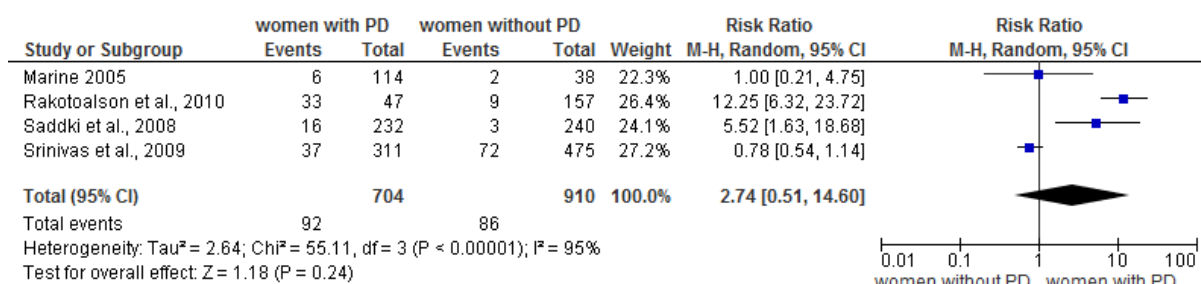 women with PD women without PD Risk Ratio Risk Ratio
Study or Subgroup Events Total Events Total Weight M-H, Random, 95% CI M-H, Random, 95% CI
Marine 2005 6 114 2 38 22.3% 1.00 [0.21, 4.75]
Rakotoalson et al., 2010 33 47 9 157 26.4% 12.25 [6.32, 23.72]
Saddki et al., 2008 16 232 3 240 24.1% 5.52 [1.63, 18.68]
Srinivas et al., 2009 37 311 72 475 27.2% 0.78 [0.54, 1.14]
Total (95% CI) 704 910 100.0% 2.74 [0.51, 14.60]
Total events 92 86
Heterogeneity: Tau² = 2.64; Chi² = 55.11, df = 3 (P < 0.00001); I² = 95%
Test for overall effect: Z = 1.18 (P = 0.24)
0.01 0.1 1 10 100
women without PD women with PD